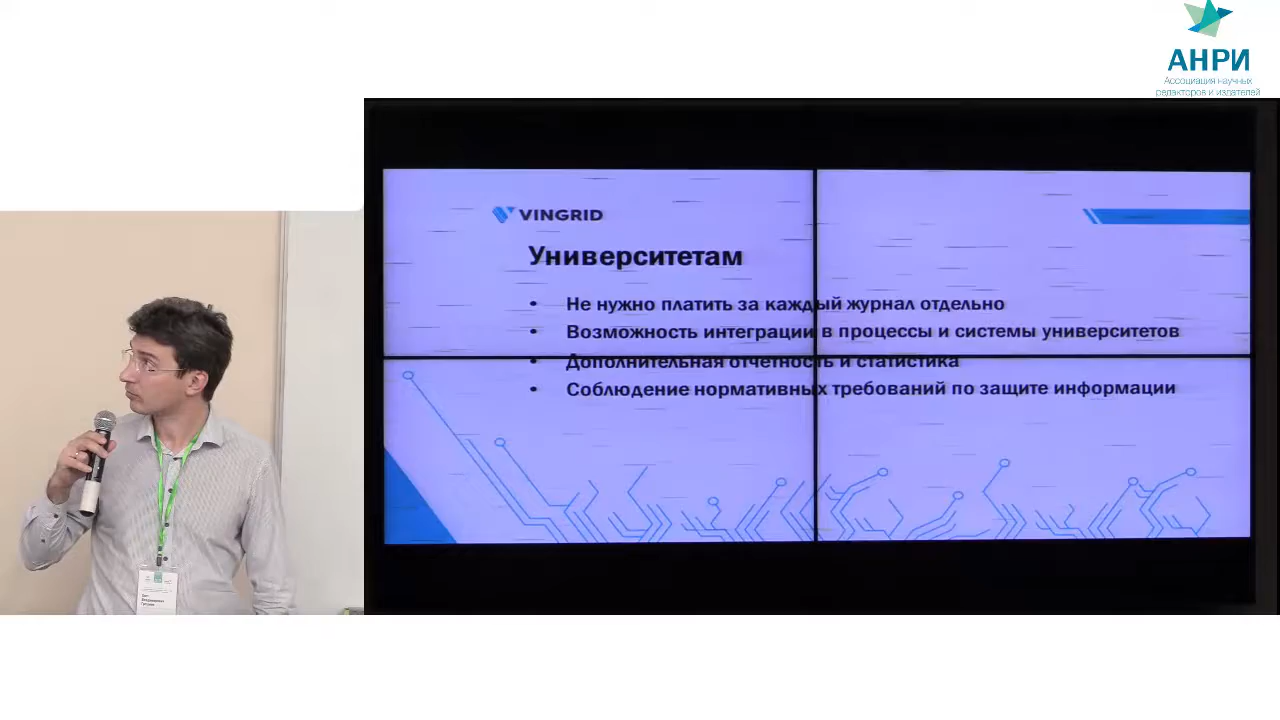 АНРИ
Ассоциация научных
редакторов и издателей
VINGRID
Университетам
• Не нужно платить за каждый журнал отдельно
• Возможность интеграции в процессы и системы университетов
• Дополнительная отчетность и статистика
• Соблюдение нормативных требований по защите информации